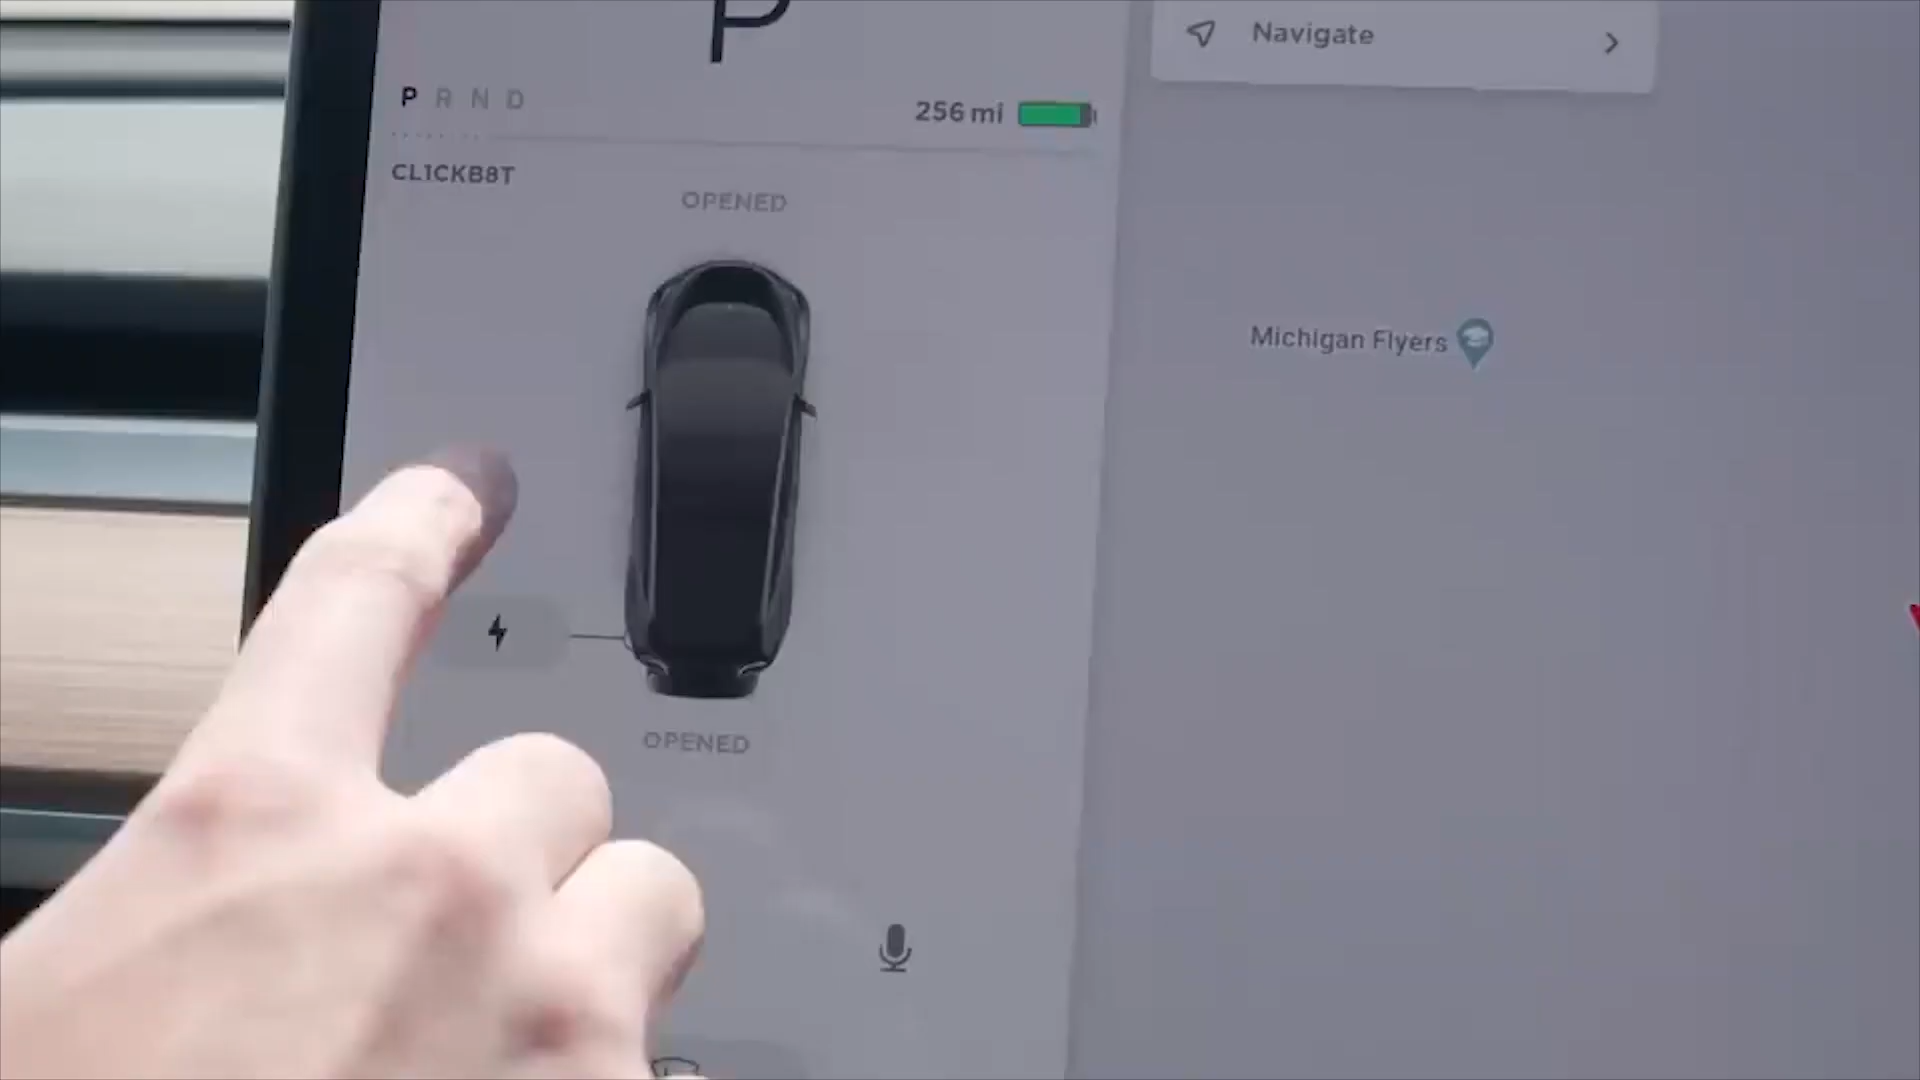 P
Navigate
P R N D
256 mi
CL1CKB8T
OPENED
Michigan Flyers
OPENED